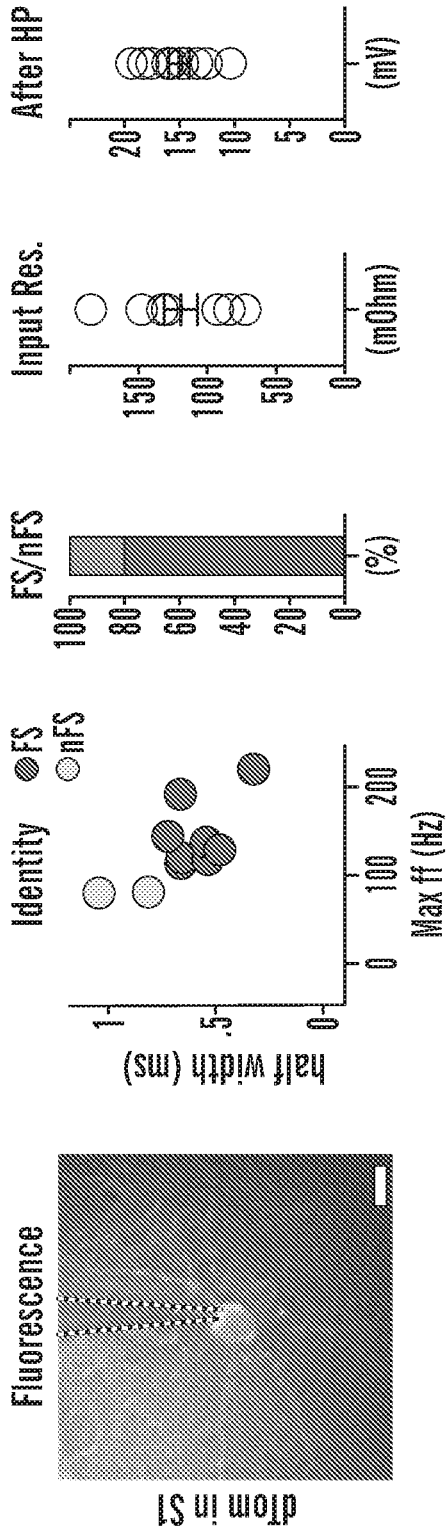 Fluorescence
dTom in S1
Identity
FS
nFS
half width (ms)
1
.5
0
0
100
200
Max ff (Hz)
FS/nFS
100
80
60
40
20
0
(%)
Input Res.
150
100
50
0
(mOhm)
After HP
20
15
10
0
(mV)